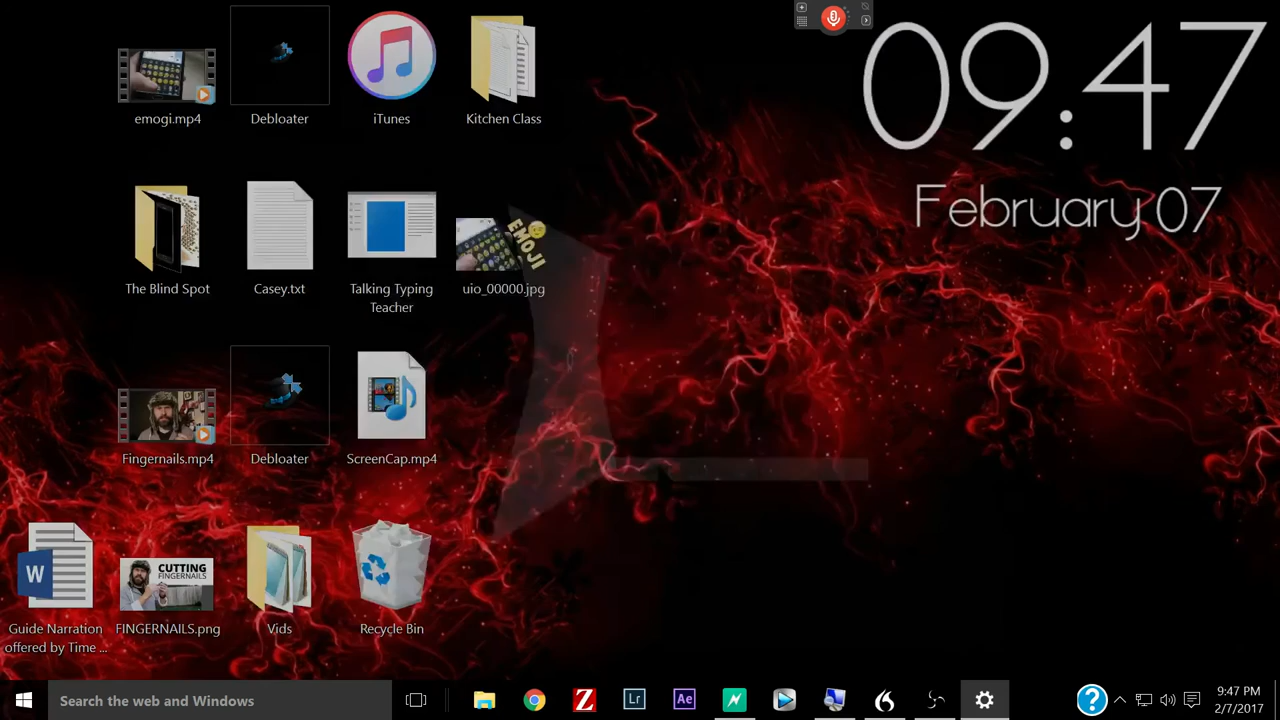 09:47
February 07
emogi.mp4
Debloater
iTunes
Kitchen Class
The Blind Spot
Casey.txt
Talking Typing
Teacher
EMOJI
uio_00000.jpg
Fingernails.mp4
Debloater
ScreenCap.mp4
W
Guide Narration
offered by Time ...
CUTTING
FINGERNAILS
FINGERNAILS.png
Vids
Recycle Bin
Search the web and Windows
Z
Lr
Ae
?
9:47 PM
2/7/2017